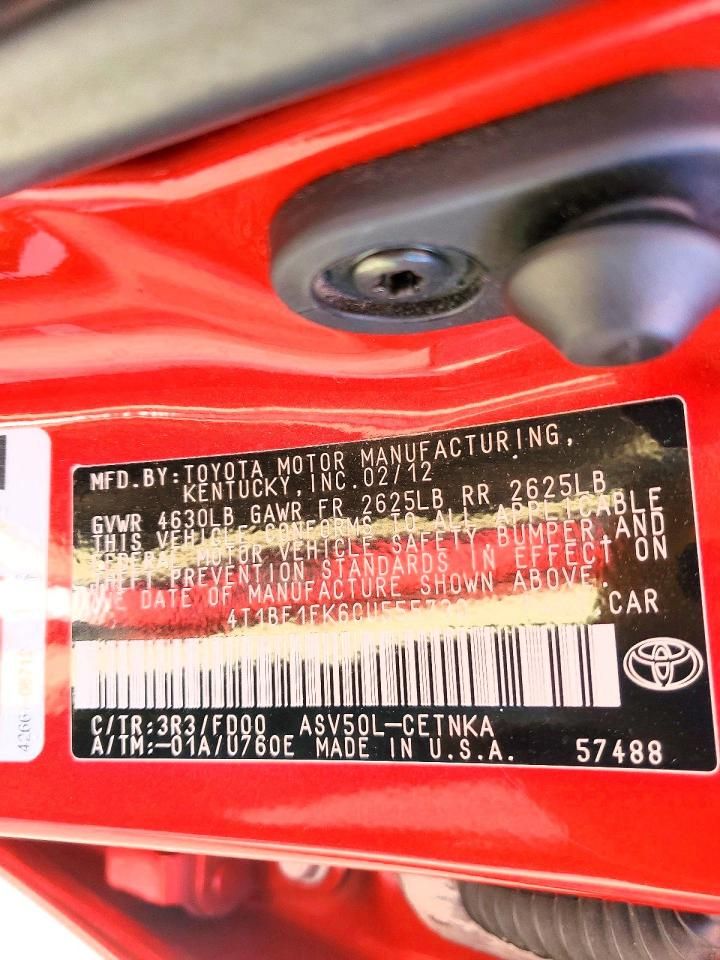 MFD.BY:TOYOTA MOTOR MANUFACTURING,
KENTUCKY,INC.02/12
GVWR 4630LB GAWR FR 2625LB RR 2625LB
THIS VEHICLE CONFORMS TO ALL APPLICABLE
FEDERAL MOTOR VEHICLE SAFETY BUMPER,AND
THEFT PREVENTION STANDARDS IN EFFECT ON
THE DATE OF MANUFACTURE SHOWN ABOVE.
CAR
C/TR:3R3/FD00 ASV50L-CETNKA
A/TM:-01A/U760E MADE IN U.S.A. 57488